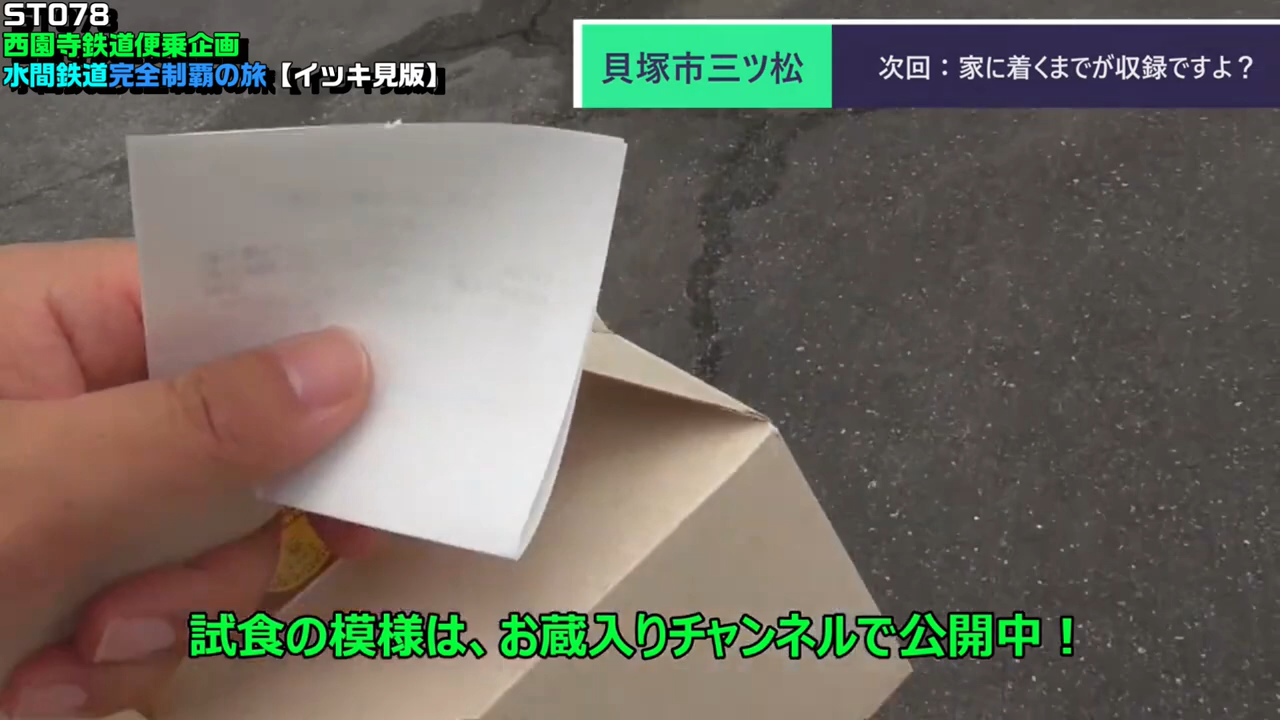 ST078
西園寺鉄道便乗企画
水間鉄道完全制覇の旅【イツキ見版】
貝塚市三ツ松
次回：家に着くまでが収録ですよ？
試食の模様は、お蔵入りチャンネルで公開中！